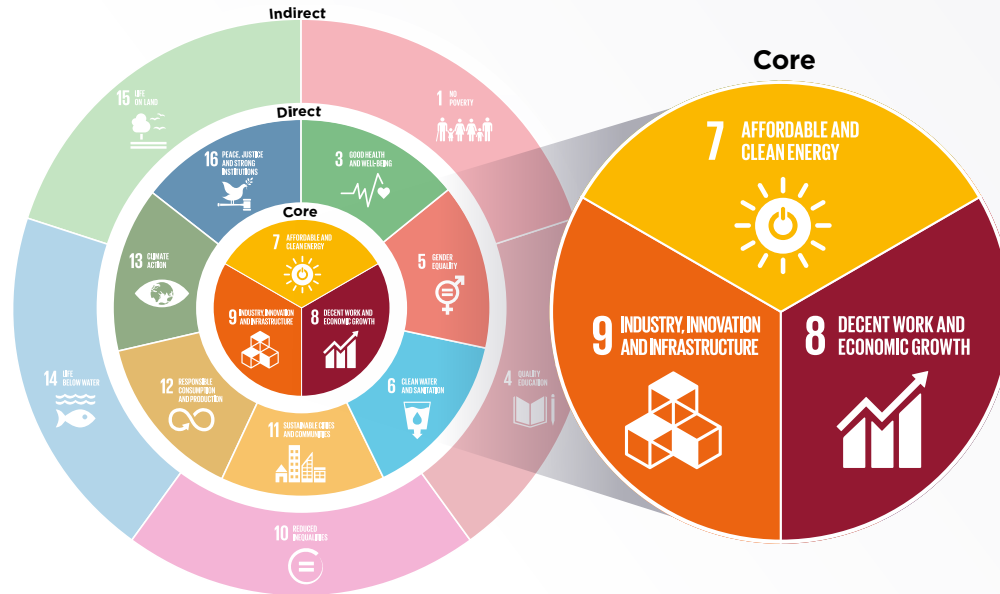 Indirect
15 LIFE
ON LAND
1 NO
POVERTY
Direct
16 PEACE, JUSTICE
AND STRONG
INSTITUTIONS
3 GOOD HEALTH
AND WELL-BEING
Core
7 AFFORDABLE AND
CLEAN ENERGY
13 CLIMATE
ACTION
5 GENDER
EQUALITY
9 INDUSTRY, INNOVATION
AND INFRASTRUCTURE
8 DECENT WORK AND
ECONOMIC GROWTH
14 LIFE
BELOW WATER
12 RESPONSIBLE
CONSUMPTION
AND PRODUCTION
6 CLEAN WATER
AND SANITATION
4 QUALITY
EDUCATION
11 SUSTAINABLE CITIES
AND COMMUNITIES
10 REDUCED
INEQUALITIES
Core
7 AFFORDABLE AND
CLEAN ENERGY
9 INDUSTRY, INNOVATION
AND INFRASTRUCTURE
8 DECENT WORK AND
ECONOMIC GROWTH